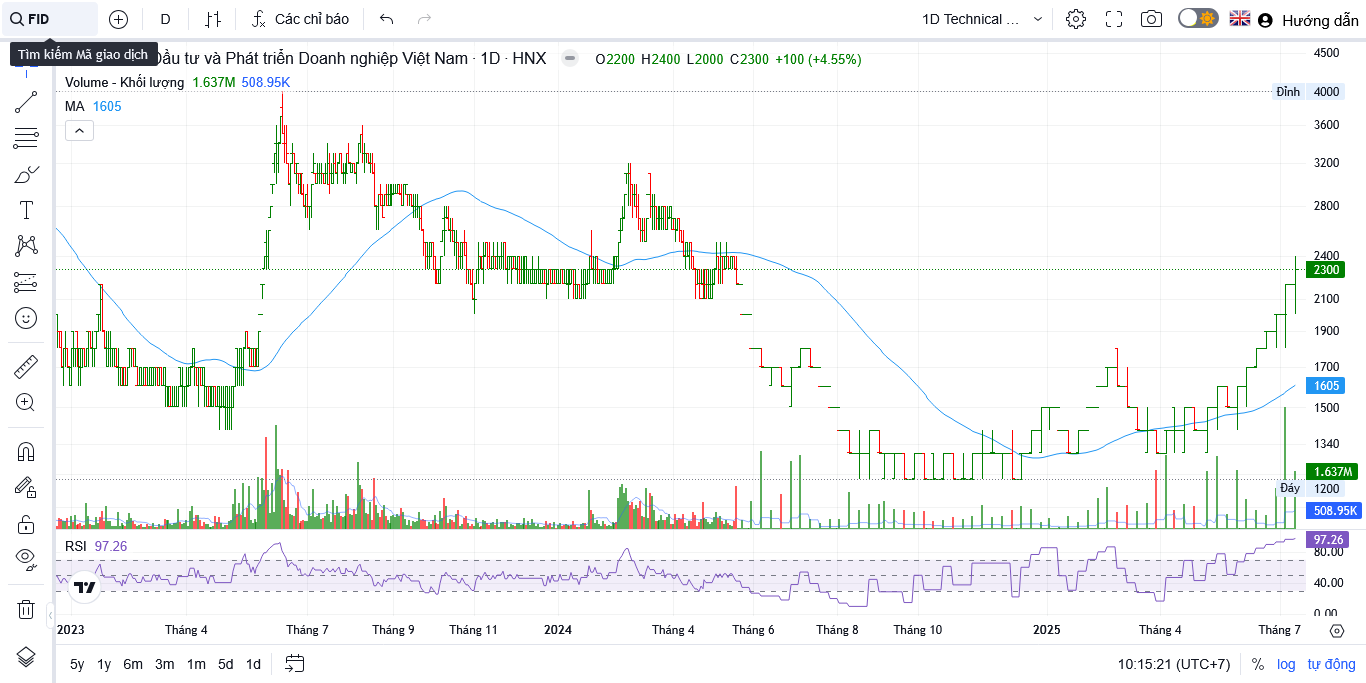 FID
D
Các chỉ báo
1D Technical ...
Hướng dẫn
Tìm kiếm Mã giao dịch
Đầu tư và Phát triển Doanh nghiệp Việt Nam · 1D · HNX
O2200 H2400 L2000 C2300 +100 (+4.55%)
Volume - Khối lượng 1.637M 508.95K
MA 1605
4500
Đỉnh 4000
3600
3200
2800
2400
2300
2100
1900
1700
1605
1500
1340
1.637M
Đáy 1200
508.95K
RSI 97.26
97.26
80.00
40.00
0.00
2023 Tháng 4 Tháng 7 Tháng 9 Tháng 11 2024 Tháng 4 Tháng 6 Tháng 8 Tháng 10 2025 Tháng 4 Tháng 7
5y 1y 6m 3m 1m 5d 1d
10:15:21 (UTC+7) % log tự động